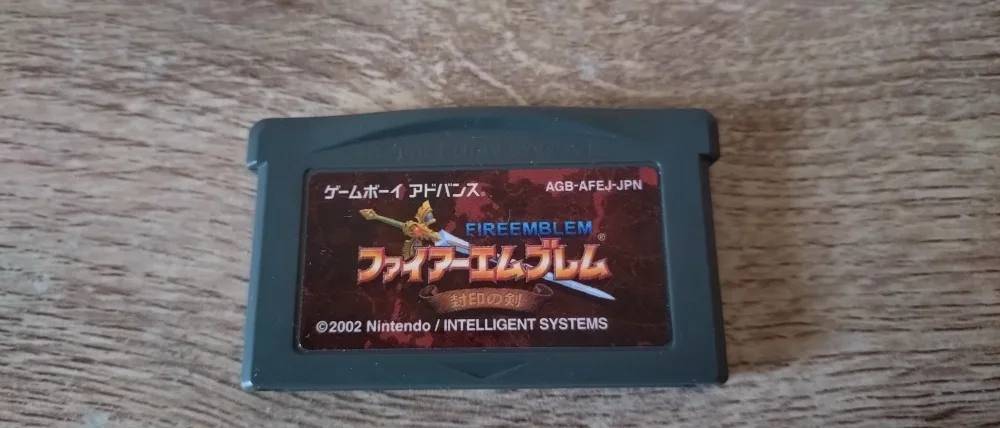 ゲームボーイ アドバンス®
AGB-AFEJ-JPN
FIREEMBLEM
ファイアーエムブレム®
封印の剣
©2002 Nintendo / INTELLIGENT SYSTEMS